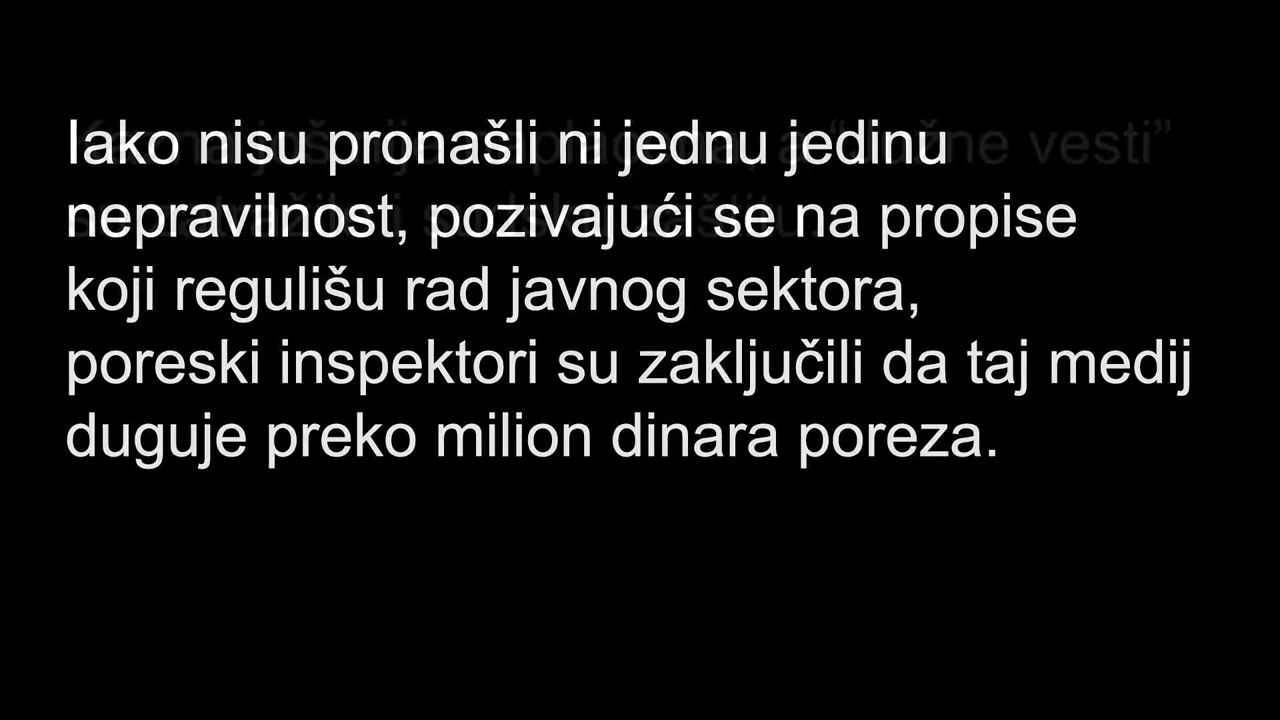 Iako nisu pronašli ni jednu jedinu
nepravilnost, pozivajući se na propise
koji regulišu rad javnog sektora,
poreski inspektori su zaključili da taj medij
duguje preko milion dinara poreza.
vesti”